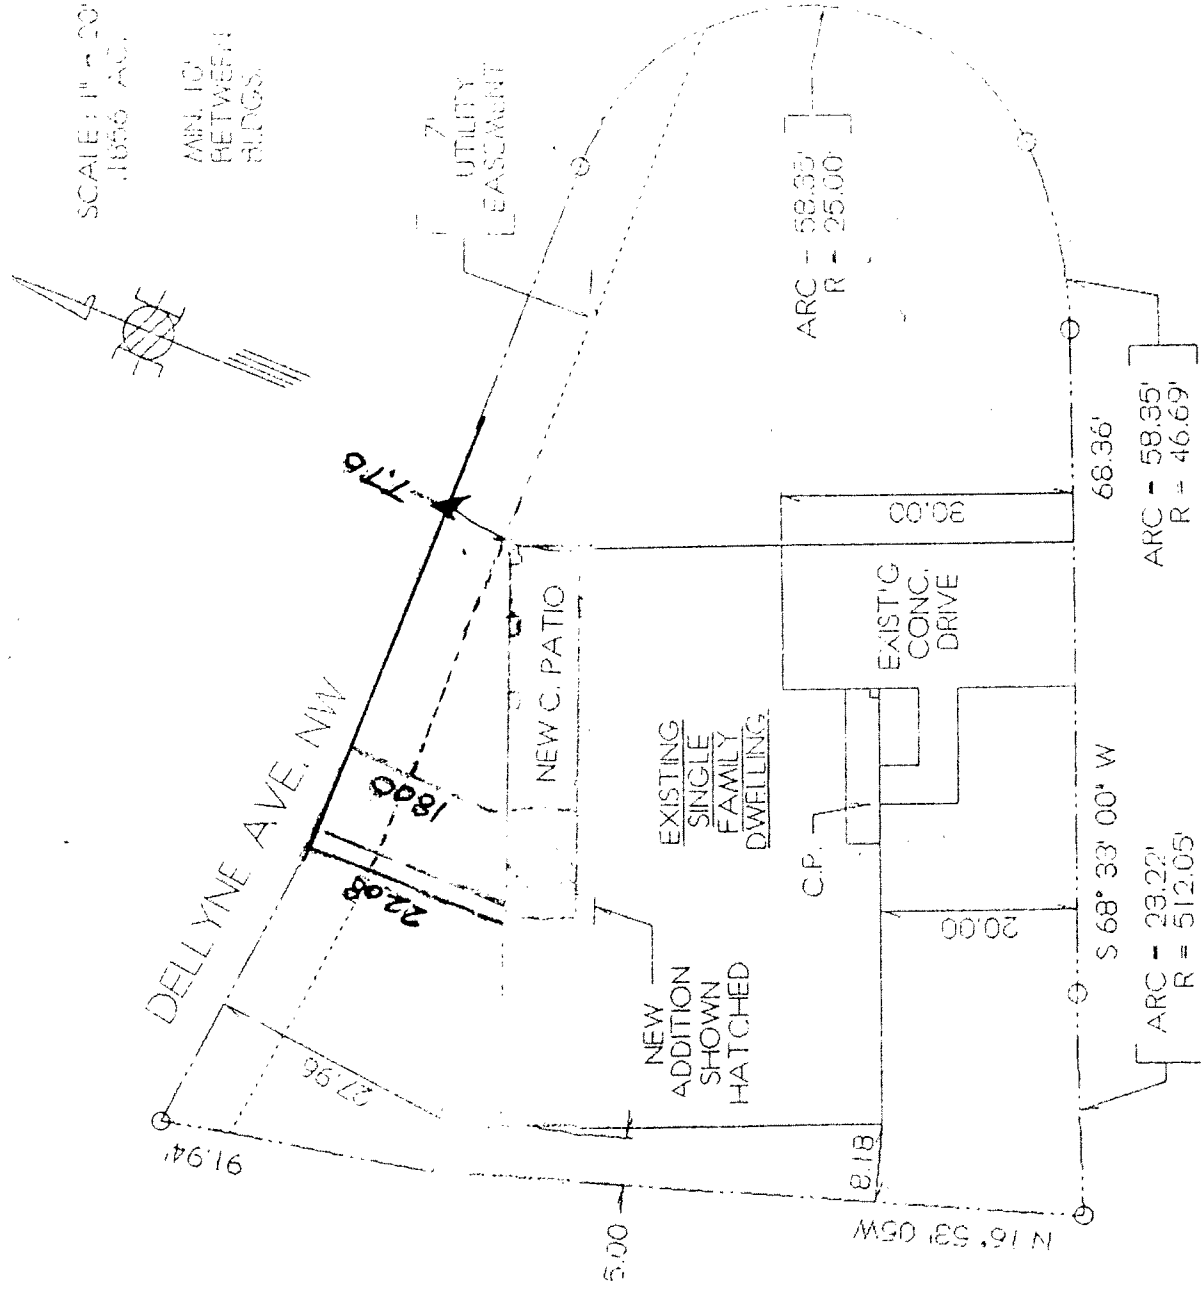 SCALE: 1" = 20'
.1656 AC.
MIN. 10'
BETWEEN
BLDGS.
7'
UTILITY
EASEMENT
ARC = 58.35'
R = 25.00'
7.76
DELLYNE AVE. NW
18.00
22.08
27.96
91.94'
NEW C. PATIO
EXISTING
SINGLE
FAMILY
DWELLING
C.P.
EXIST'G
CONC.
DRIVE
30.00
20.00
NEW
ADDITION
SHOWN
HATCHED
8.18
5.00
N 16° 53' 05W
S 68° 33' 00" W
68.36'
ARC = 23.22'
R = 512.05'
ARC = 58.35'
R = 46.69'